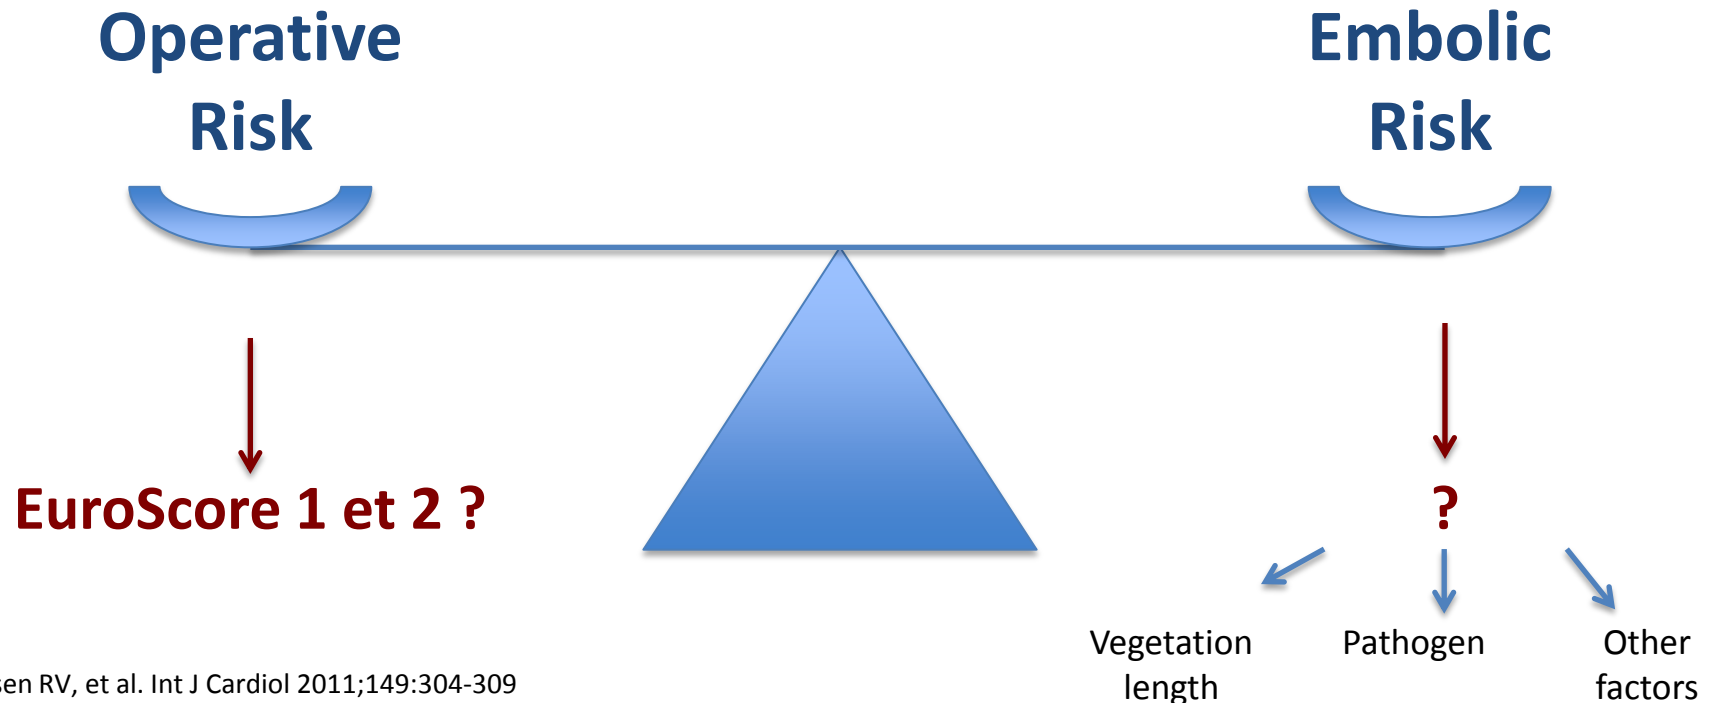 Operative
Risk
Embolic
Risk
EuroScore 1 et 2 ?
?
Vegetation
length
Pathogen
Other
factors
RV, et al. Int J Cardiol 2011;149:304-309